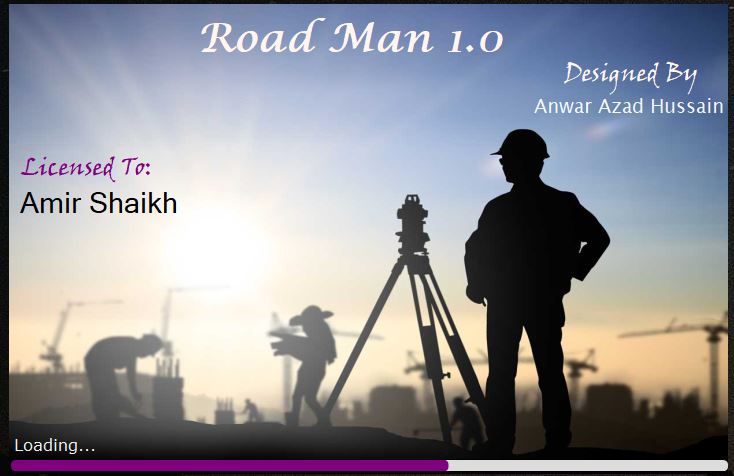 Road Man 1.0
Designed By
Anwar Azad Hussain
Licensed To:
Amir Shaikh
Loading...